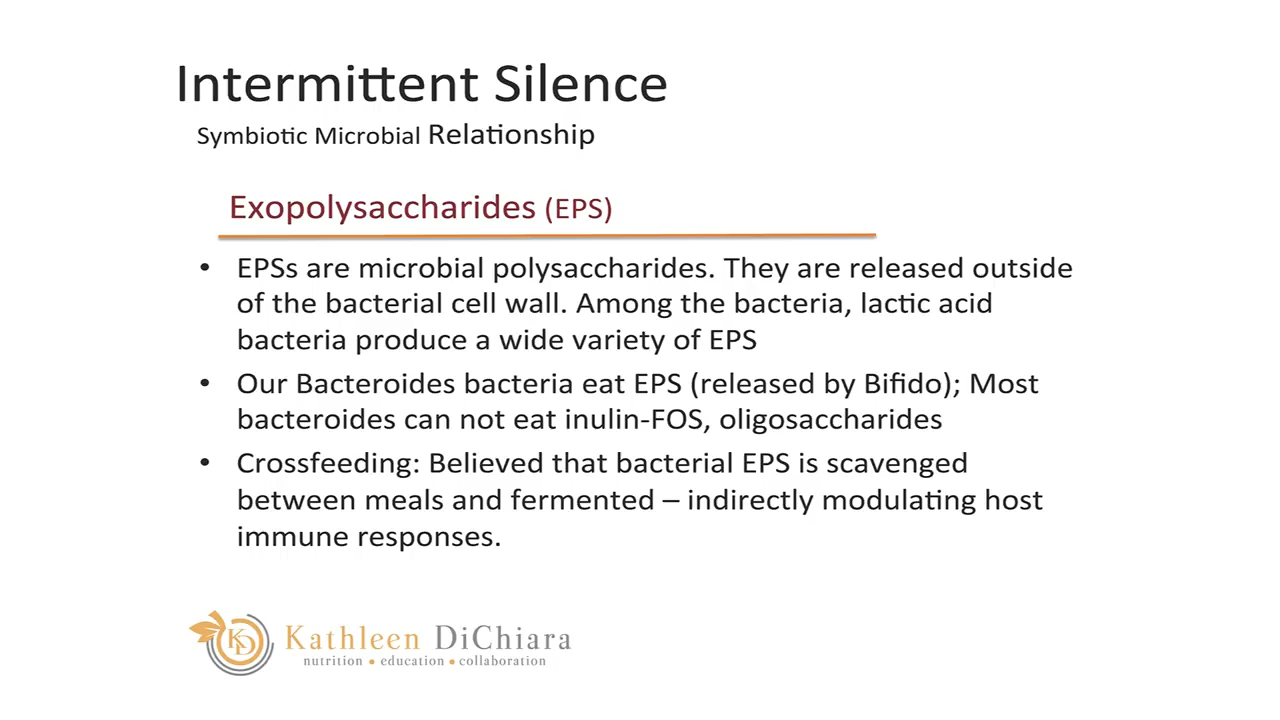 Intermittent Silence
Symbiotic Microbial Relationship
Exopolysaccharides (EPS)
• EPSs are microbial polysaccharides. They are released outside
of the bacterial cell wall. Among the bacteria, lactic acid
bacteria produce a wide variety of EPS
• Our Bacteroides bacteria eat EPS (released by Bifido); Most
bacteroides can not eat inulin-FOS, oligosaccharides
• Crossfeeding: Believed that bacterial EPS is scavenged
between meals and fermented – indirectly modulating host
immune responses.
KD Kathleen DiChiara
nutrition • education • collaboration